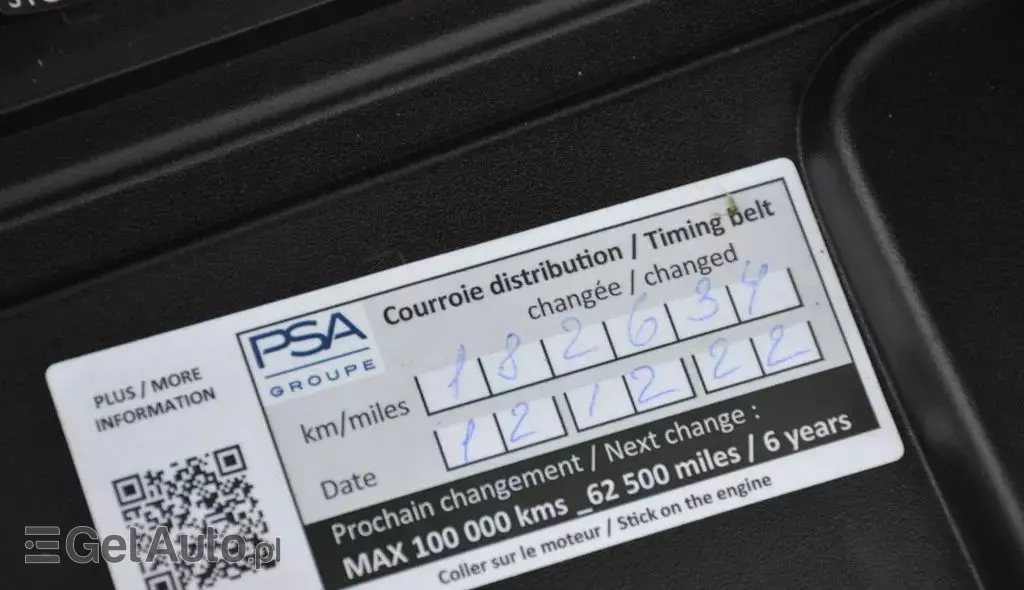 PLUS / MORE
INFORMATION
PSA
GROUPE
Courroie distribution / Timing belt
changée / changed
km/miles 182634
Date 12 12 22
Prochain changement / Next change :
MAX 100 000 kms _62 500 miles / 6 years
Coller sur le moteur / Stick on the engine
GetAuto.pl